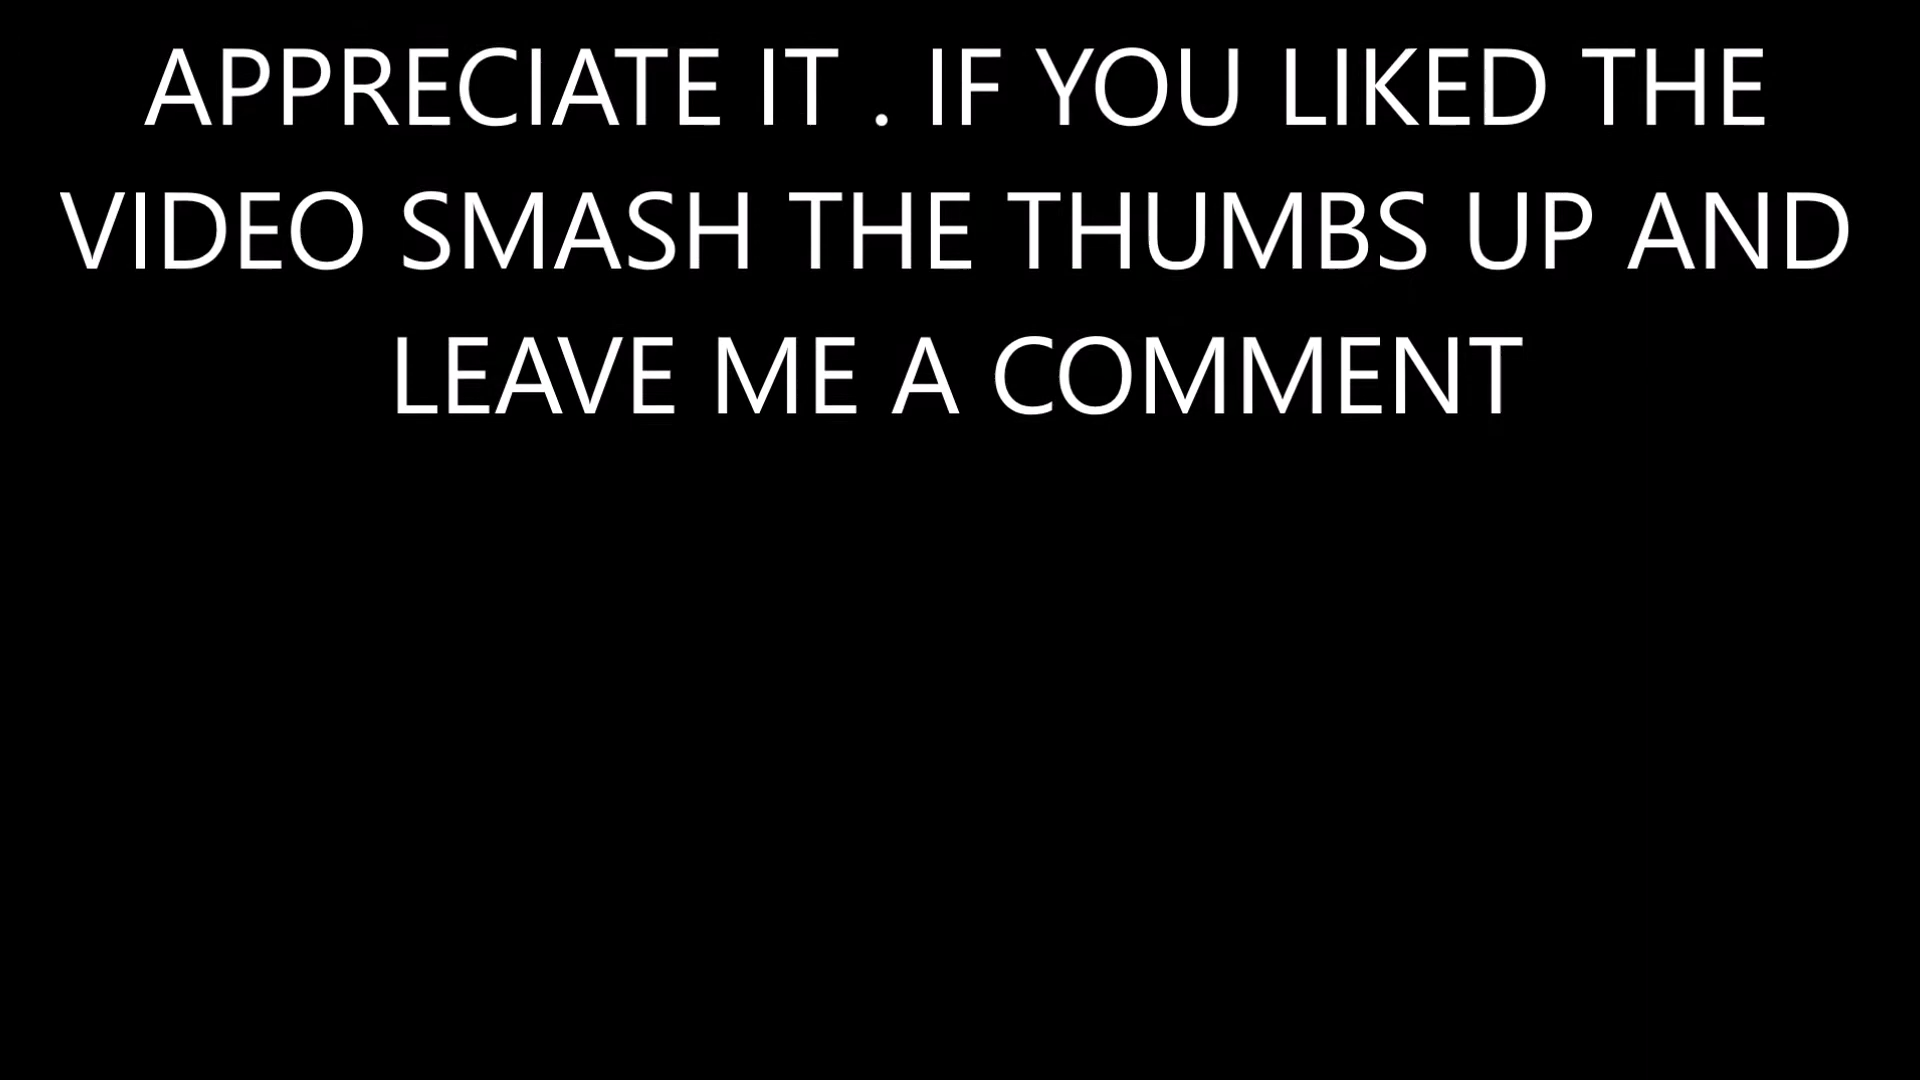 APPRECIATE IT . IF YOU LIKED THE
VIDEO SMASH THE THUMBS UP AND
LEAVE ME A COMMENT